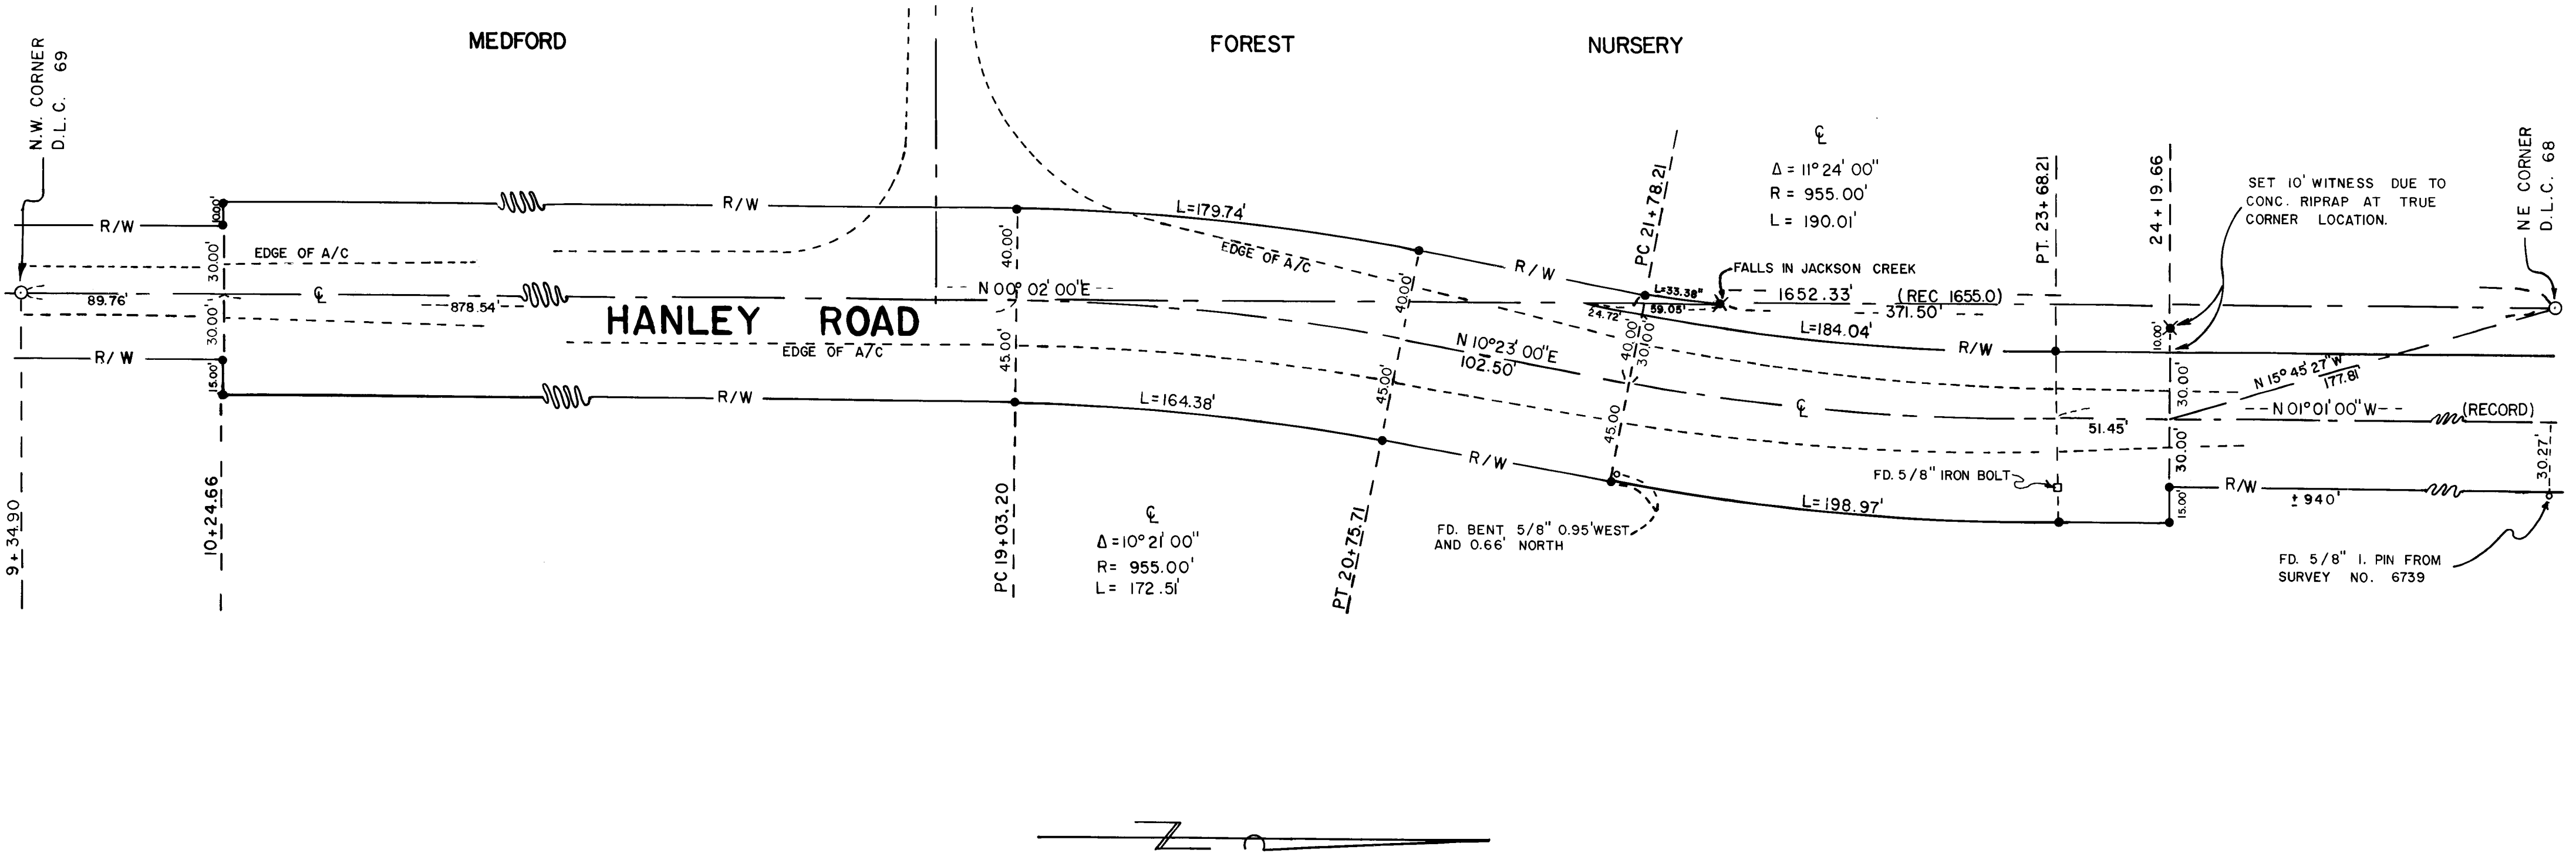 MEDFORD FOREST NURSERY
N.W. CORNER
D.L.C. 69
R/W
10.00'
30.00'
EDGE OF A/C
89.76'
℄
878.54'
30.00'
R/W
15.00'
9+34.90
10+24.66
R/W
HANLEY ROAD
N 00° 02' 00"E
EDGE OF A/C
R/W
40.00'
45.00'
PC 19+03.20
L=179.74'
EDGE OF A/C
L=164.38'
℄
Δ=10°21' 00"
R= 955.00'
L= 172.51'
40.00'
45.00'
PT 20+75.71
R/W
N 10°23' 00"E
102.50'
R/W
PC 21+78.21
L=33.38"
24.72'
59.05'
40.00'
30.00'
45.00
FD. BENT 5/8" 0.95'WEST
AND 0.66' NORTH
℄
Δ = 11° 24' 00"
R = 955.00'
L = 190.01'
FALLS IN JACKSON CREEK
1652.33' (REC 1655.0)
371.50'
L=184.04'
R/W
℄
L=198.97'
PT. 23+68.21
24+19.66
SET 10' WITNESS DUE TO
CONC. RIPRAP AT TRUE
CORNER LOCATION.
10.00'
30.00'
51.45'
30.00'
15.00'
FD. 5/8" IRON BOLT
NE CORNER
D.L.C. 68
N 15° 45' 27"W
177.81'
N 01°01' 00"W (RECORD)
R/W
± 940'
30.27'
FD. 5/8" I. PIN FROM
SURVEY NO. 6739
N